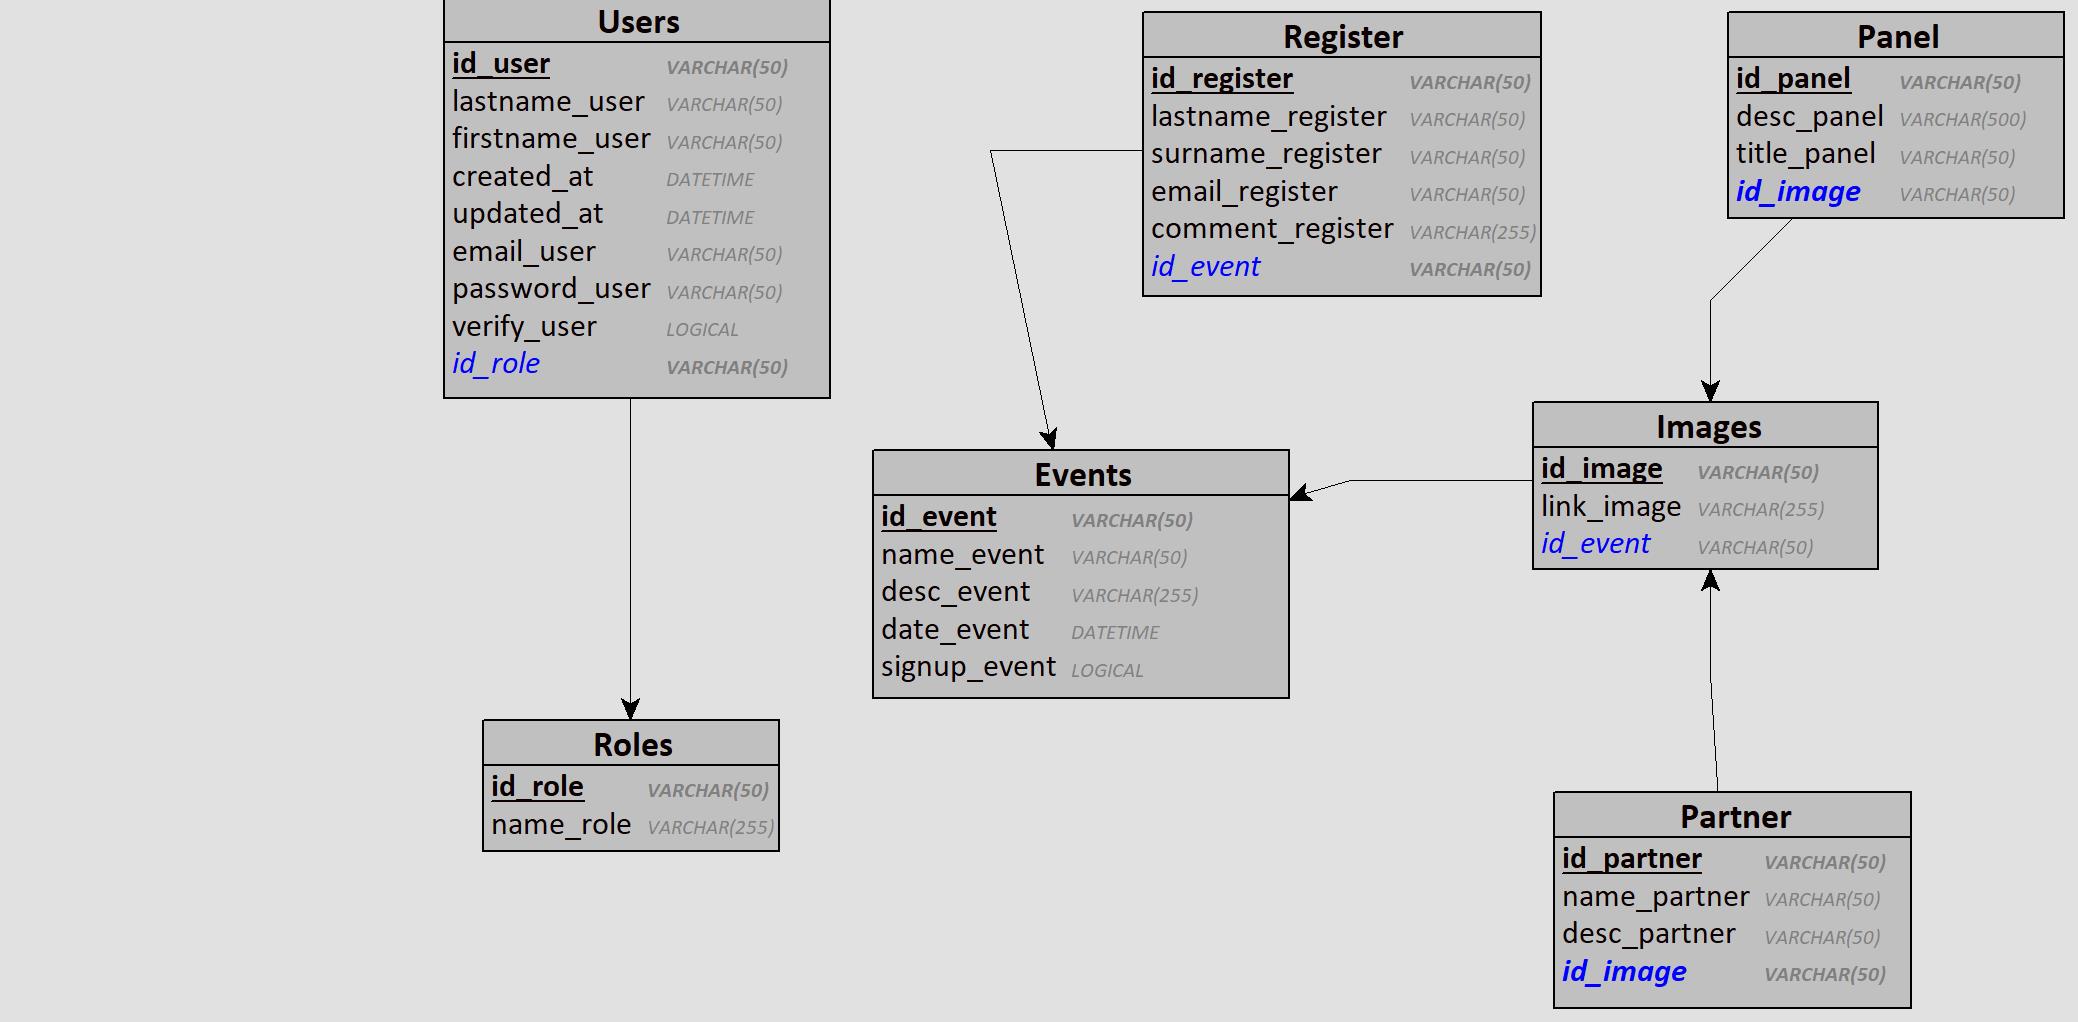 Users
id_user VARCHAR(50)
lastname_user VARCHAR(50)
firstname_user VARCHAR(50)
created_at DATETIME
updated_at DATETIME
email_user VARCHAR(50)
password_user VARCHAR(50)
verify_user LOGICAL
id_role VARCHAR(50)
Register
id_register VARCHAR(50)
lastname_register VARCHAR(50)
surname_register VARCHAR(50)
email_register VARCHAR(50)
comment_register VARCHAR(255)
id_event VARCHAR(50)
Panel
id_panel VARCHAR(50)
desc_panel VARCHAR(500)
title_panel VARCHAR(50)
id_image VARCHAR(50)
Events
id_event VARCHAR(50)
name_event VARCHAR(50)
desc_event VARCHAR(255)
date_event DATETIME
signup_event LOGICAL
Images
id_image VARCHAR(50)
link_image VARCHAR(255)
id_event VARCHAR(50)
Roles
id_role VARCHAR(50)
name_role VARCHAR(255)
Partner
id_partner VARCHAR(50)
name_partner VARCHAR(50)
desc_partner VARCHAR(50)
id_image VARCHAR(50)